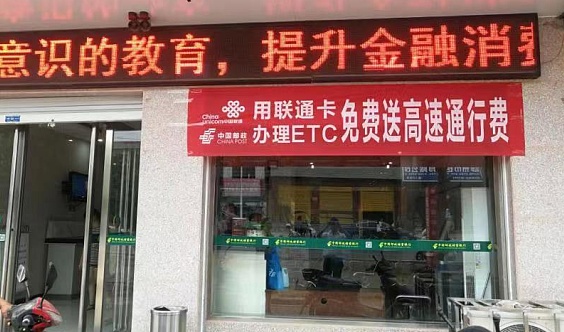 意识的教育，提升金融消费
China unicom中国联通
用联通卡
中国邮政
CHINA POST
办理ETC
免费送高速通行费